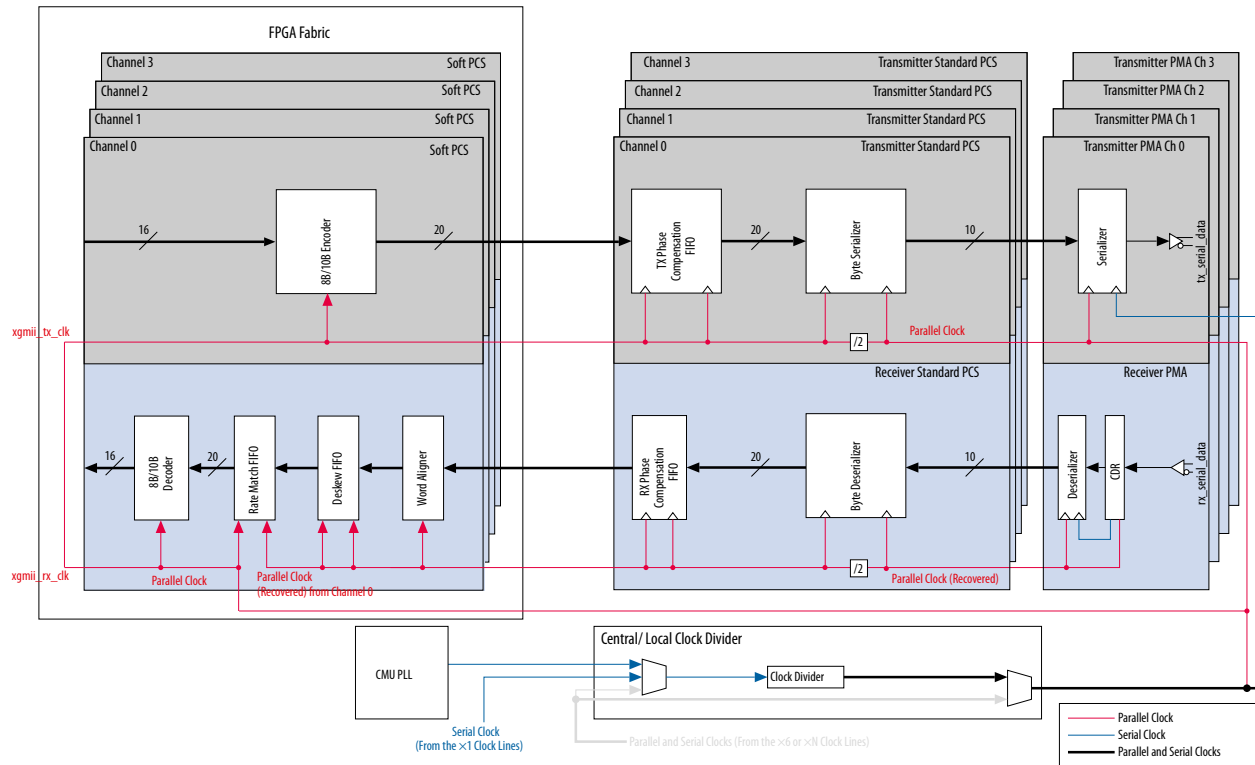 FPGA Fabric
Channel 3
Soft PCS
Channel 2
Soft PCS
Channel 1
Soft PCS
Channel 0
Soft PCS
Channel 3
Transmitter Standard PCS
Channel 2
Transmitter Standard PCS
Channel 1
Transmitter Standard PCS
Channel 0
Transmitter Standard PCS
Transmitter PMA Ch 3
Transmitter PMA Ch 2
Transmitter PMA Ch 1
Transmitter PMA Ch 0
16
8B/10B Encoder
20
TX Phase
Compensation
FIFO
20
Byte Serializer
10
Serializer
tx_serial_data
xgmii_tx_clk
/2
Parallel Clock
Receiver Standard PCS
Receiver PMA
16
8B/10B
Decoder
20
Rate Match FIFO
Deskew FIFO
Word Aligner
RX Phase
Compensation
FIFO
20
Byte Deserializer
10
Deserializer
CDR
rx_serial_data
xgmii_rx_clk
Parallel Clock
Parallel Clock
(Recovered) from Channel 0
/2
Parallel Clock (Recovered)
CMU PLL
Central/ Local Clock Divider
Clock Divider
Serial Clock
(From the ×1 Clock Lines)
Parallel and Serial Clocks (From the ×6 or ×N Clock Lines)
Parallel Clock
Serial Clock
Parallel and Serial Clocks